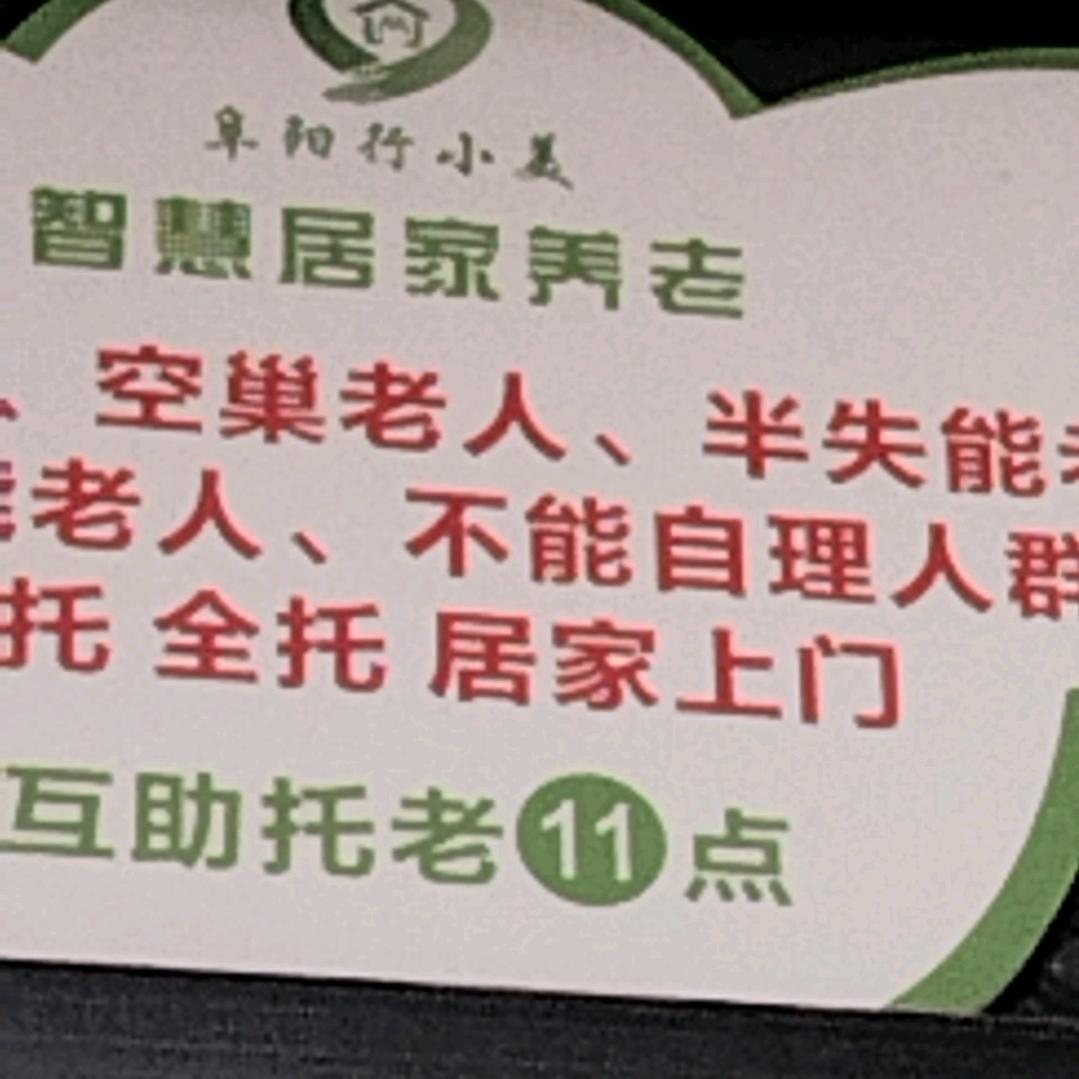 阜阳行小美
智慧居家养老
、空巢老人、半失能
老人、不能自理人群
托 全托 居家上门
互助托老11点